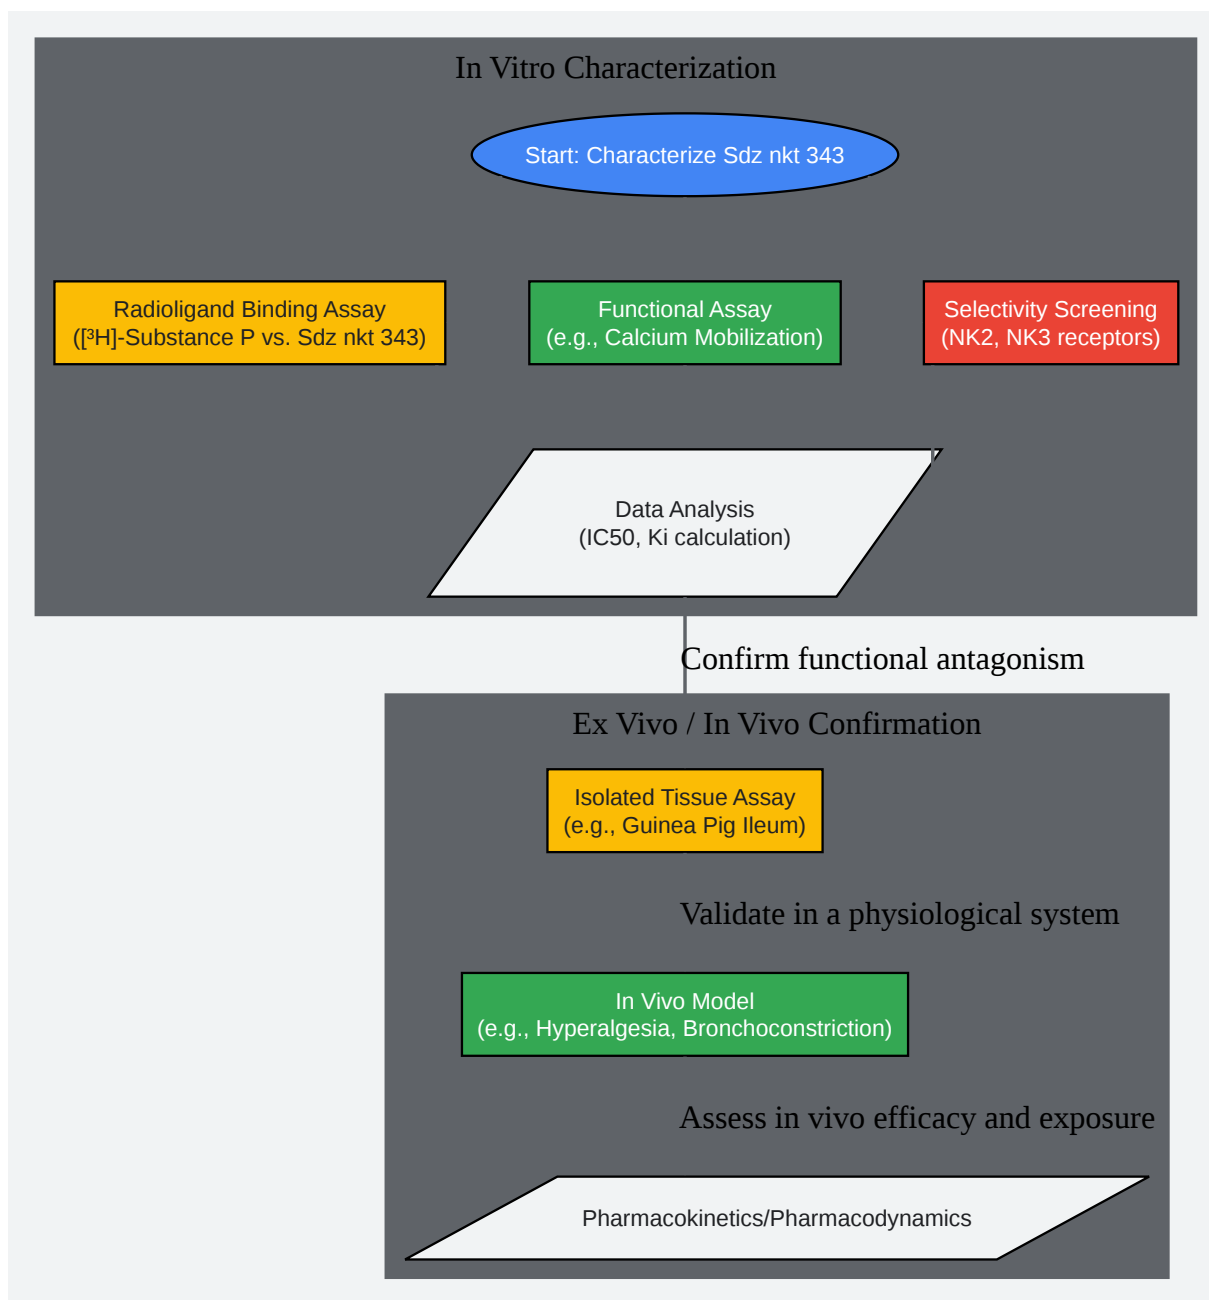 In Vitro Characterization
Start: Characterize Sdz nkt 343
Radioligand Binding Assay
([³H]-Substance P vs. Sdz nkt 343)
Functional Assay
(e.g., Calcium Mobilization)
Selectivity Screening
(NK2, NK3 receptors)
Data Analysis
(IC50, Ki calculation)
Confirm functional antagonism
Ex Vivo / In Vivo Confirmation
Isolated Tissue Assay
(e.g., Guinea Pig Ileum)
Validate in a physiological system
In Vivo Model
(e.g., Hyperalgesia, Bronchoconstriction)
Assess in vivo efficacy and exposure
Pharmacokinetics/Pharmacodynamics